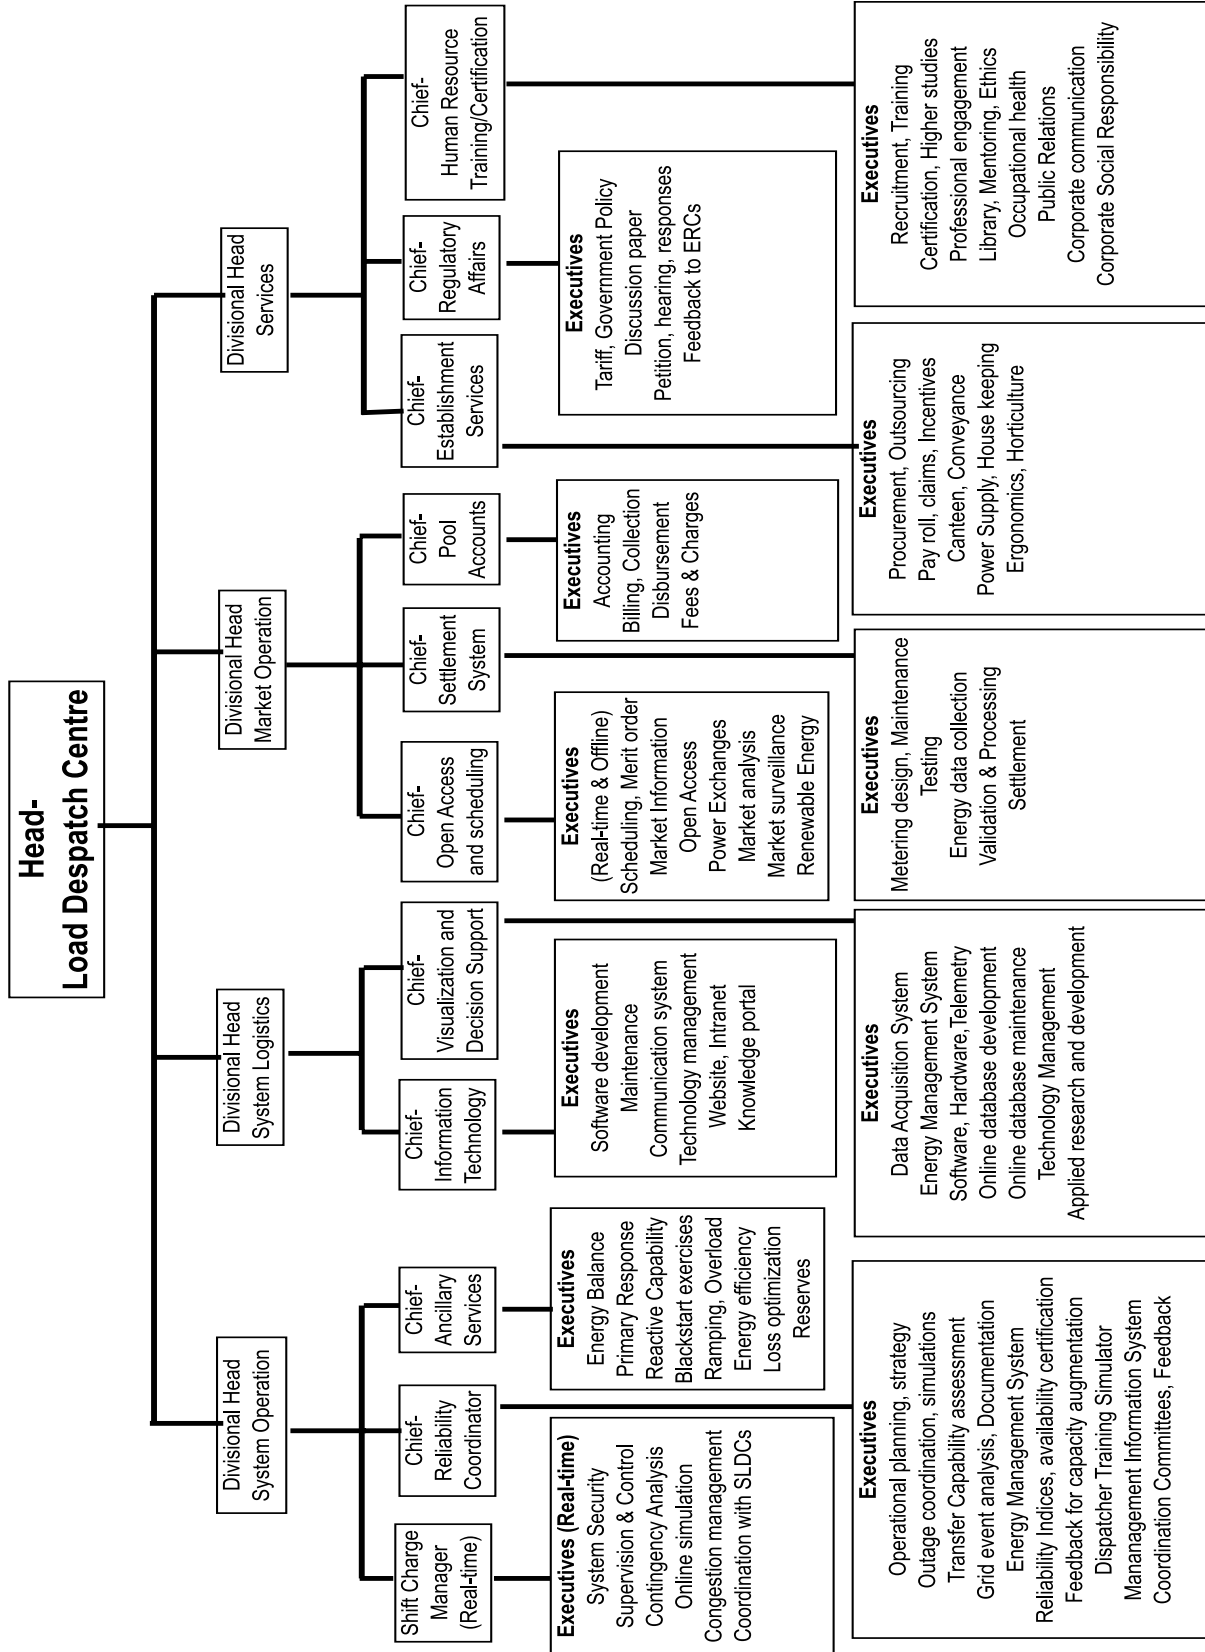 Head-
Load Despatch Centre
Divisional Head
System Operation
Divisional Head
System Logistics
Divisional Head
Market Operation
Divisional Head
Services
Shift Charge
Manager
(Real-time)
Chief-
Reliability
Coordinator
Chief-
Ancillary
Services
Chief-
Information
Technology
Chief-
Visualization and
Decision Support
Chief-
Open Access
and scheduling
Chief-
Settlement
System
Chief-
Pool
Accounts
Chief-
Establishment
Services
Chief-
Regulatory
Affairs
Chief-
Human Resource
Training/Certification
Executives (Real-time)
System Security
Supervision & Control
Contingency Analysis
Online simulation
Congestion management
Coordination with SLDCs
Executives
Energy Balance
Primary Response
Reactive Capability
Blackstart exercises
Ramping, Overload
Energy efficiency
Loss optimization
Reserves
Executives
Software development
Maintenance
Communication system
Technology management
Website, Intranet
Knowledge portal
Executives
(Real-time & Offline)
Scheduling, Merit order
Market Information
Open Access
Power Exchanges
Market analysis
Market surveillance
Renewable Energy
Executives
Accounting
Billing, Collection
Disbursement
Fees & Charges
Executives
Tariff, Government Policy
Discussion paper
Petition, hearing, responses
Feedback to ERCs
Executives
Operational planning, strategy
Outage coordination, simulations
Transfer Capability assessment
Grid event analysis, Documentation
Energy Management System
Reliability Indices, availability certification
Feedback for capacity augmentation
Dispatcher Training Simulator
Mananagement Information System
Coordination Committees, Feedback
Executives
Data Acquisition System
Energy Management System
Software, Hardware,Telemetry
Online database development
Online database maintenance
Technology Management
Applied research and development
Executives
Metering design, Maintenance
Testing
Energy data collection
Validation & Processing
Settlement
Executives
Procurement, Outsourcing
Pay roll, claims, Incentives
Canteen, Conveyance
Power Supply, House keeping
Ergonomics, Horticulture
Executives
Recruitment, Training
Certification, Higher studies
Professional engagement
Library, Mentoring, Ethics
Occupational health
Public Relations
Corporate communication
Corporate Social Responsibility